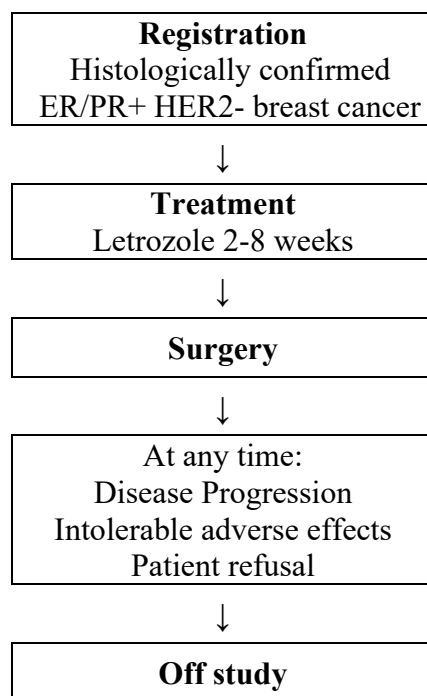 Registration
Histologically confirmed
ER/PR+ HER2- breast cancer
↓
Treatment
Letrozole 2-8 weeks
↓
Surgery
↓
At any time:
Disease Progression
Intolerable adverse effects
Patient refusal
↓
Off study